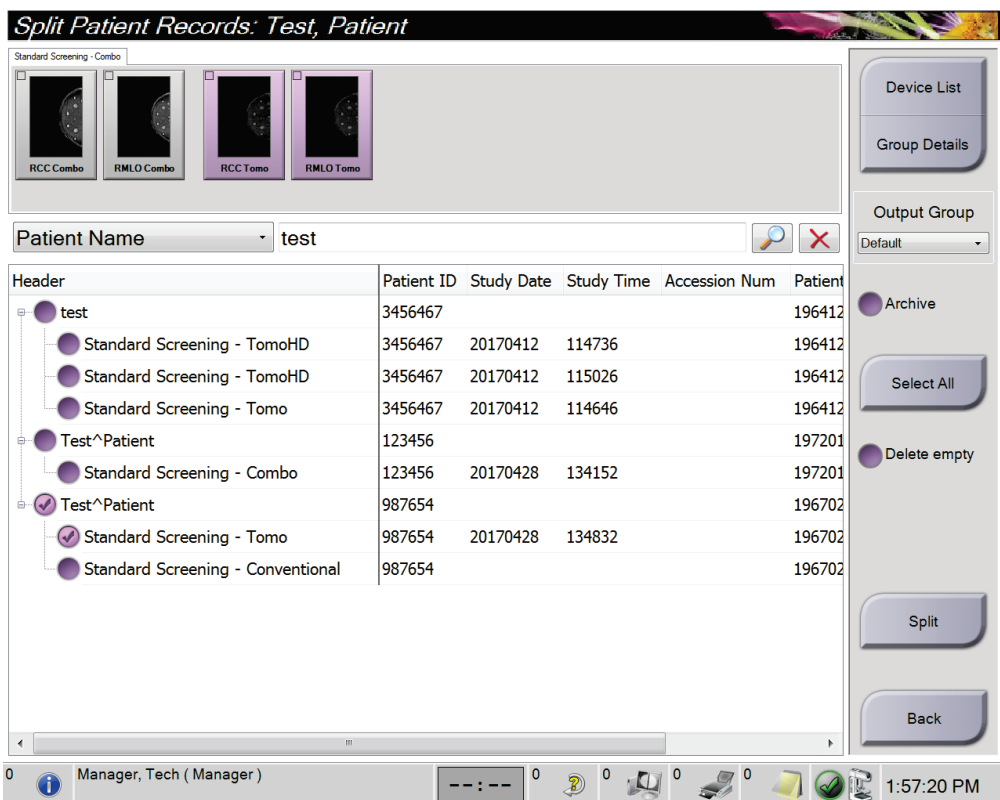 Split Patient Records: Test, Patient
Standard Screening - Combo
RCC Combo RMLO Combo RCC Tomo RMLO Tomo
Device List
Group Details
Output Group
Default
Patient Name test
Header Patient ID Study Date Study Time Accession Num Patient
test 3456467 196412
Standard Screening - TomoHD 3456467 20170412 114736 196412
Standard Screening - TomoHD 3456467 20170412 115026 196412
Standard Screening - Tomo 3456467 20170412 114646 196412
Test^Patient 123456 197201
Standard Screening - Combo 123456 20170428 134152 197201
Test^Patient 987654 196702
Standard Screening - Tomo 987654 20170428 134832 196702
Standard Screening - Conventional 987654 196702
Archive
Select All
Delete empty
Split
Back
0 Manager, Tech ( Manager ) --:-- 0 0 0 0 1:57:20 PM